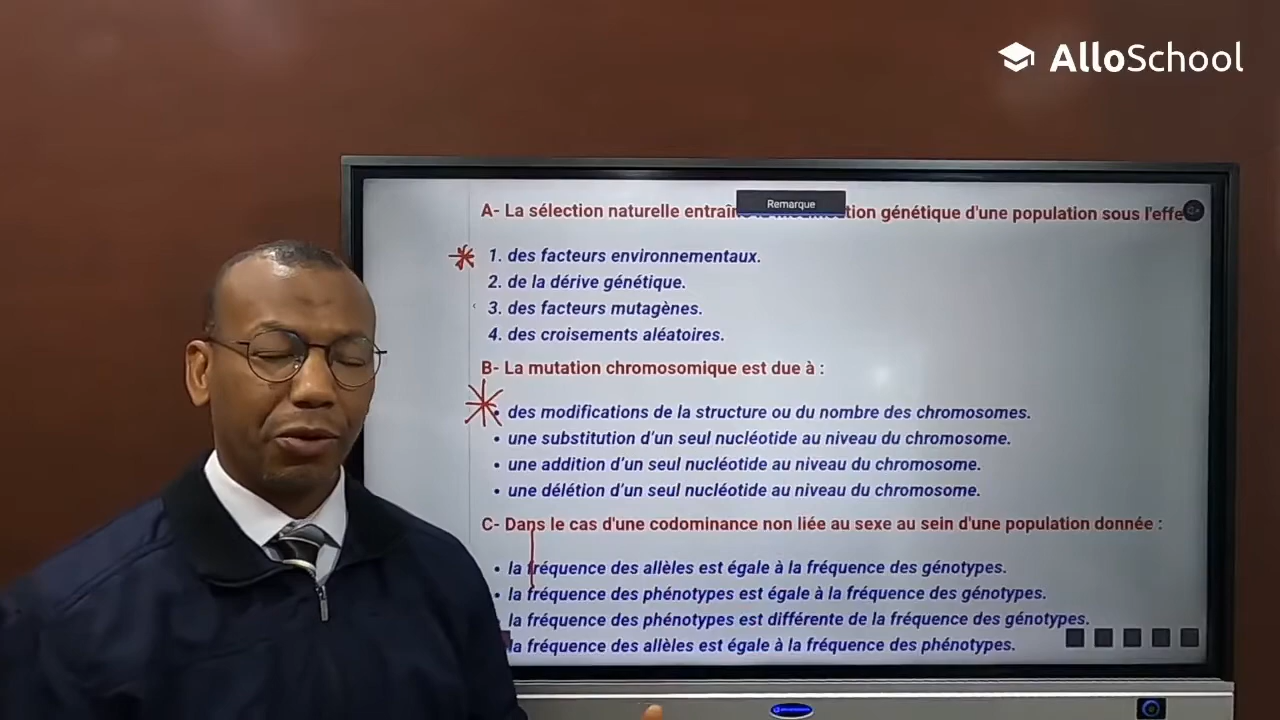 AlloSchool
Remarque
A- La sélection naturelle génétique d'une population sous l'effe
1. des facteurs environnementaux.
2. de la dérive génétique.
3. des facteurs mutagènes.
4. des croisements aléatoires.
B- La mutation chromosomique est due à :
• des modifications de la structure ou du nombre des chromosomes.
• une substitution d'un seul nucléotide au niveau du chromosome.
• une addition d'un seul nucléotide au niveau du chromosome.
• une délétion d'un seul nucléotide au niveau du chromosome.
C- Dans le cas d'une codominance non liée au sexe au sein d'une population donnée :
• la fréquence des allèles est égale à la fréquence des génotypes.
• la fréquence des phénotypes est égale à la fréquence des génotypes.
la fréquence des phénotypes est différente de la fréquence des génotypes.
la fréquence des allèles est égale à la fréquence des phénotypes.